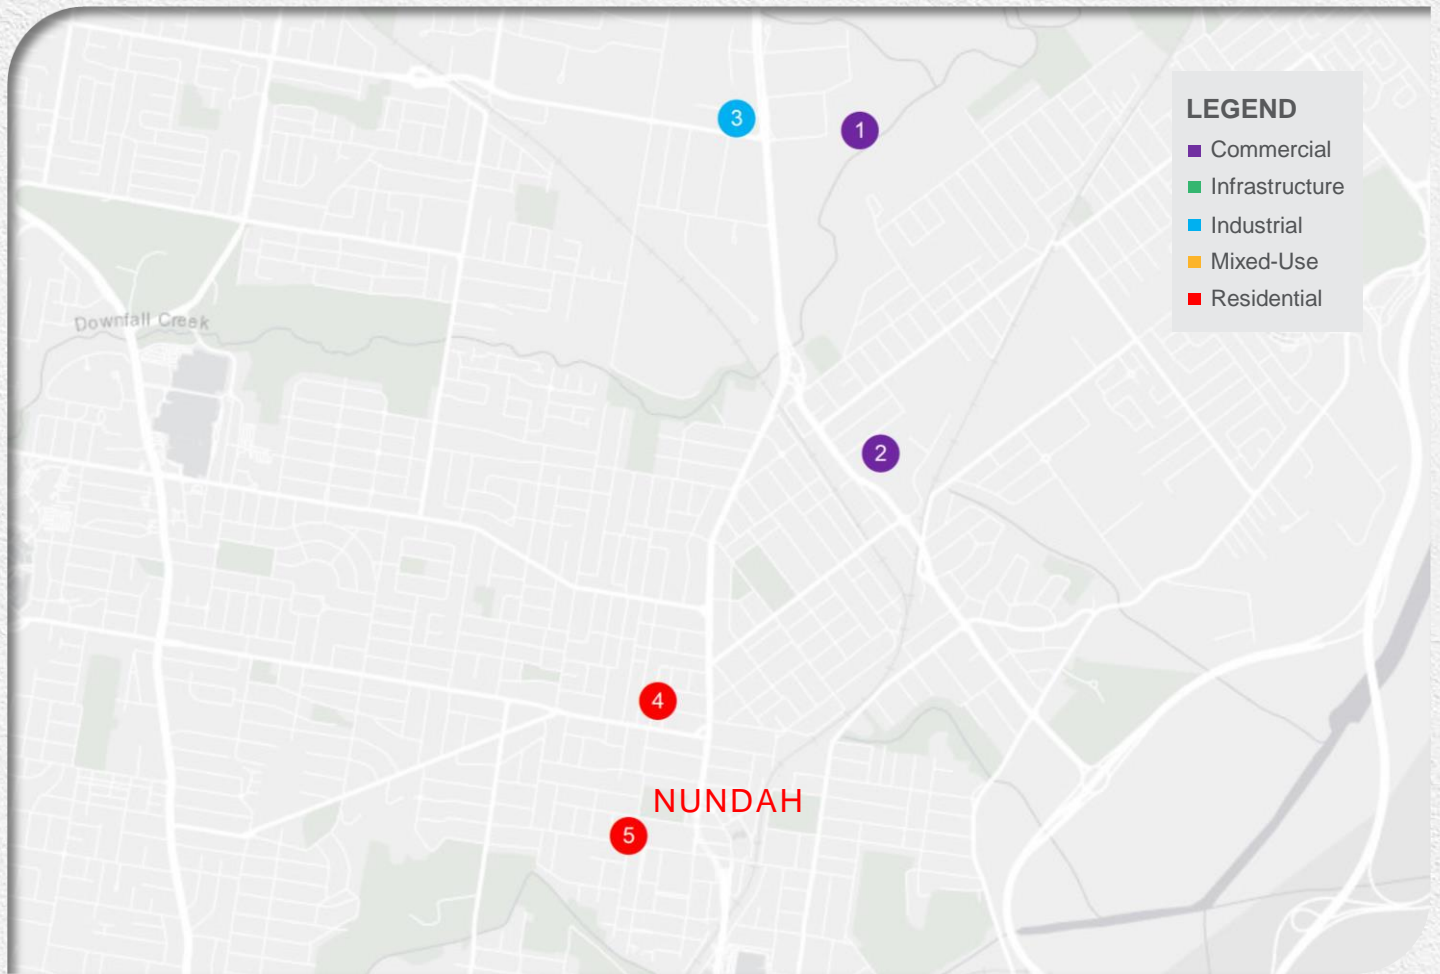 3
1
LEGEND
Commercial
Infrastructure
Industrial
Mixed-Use
Residential
Downfall Creek
2
4
NUNDAH
5